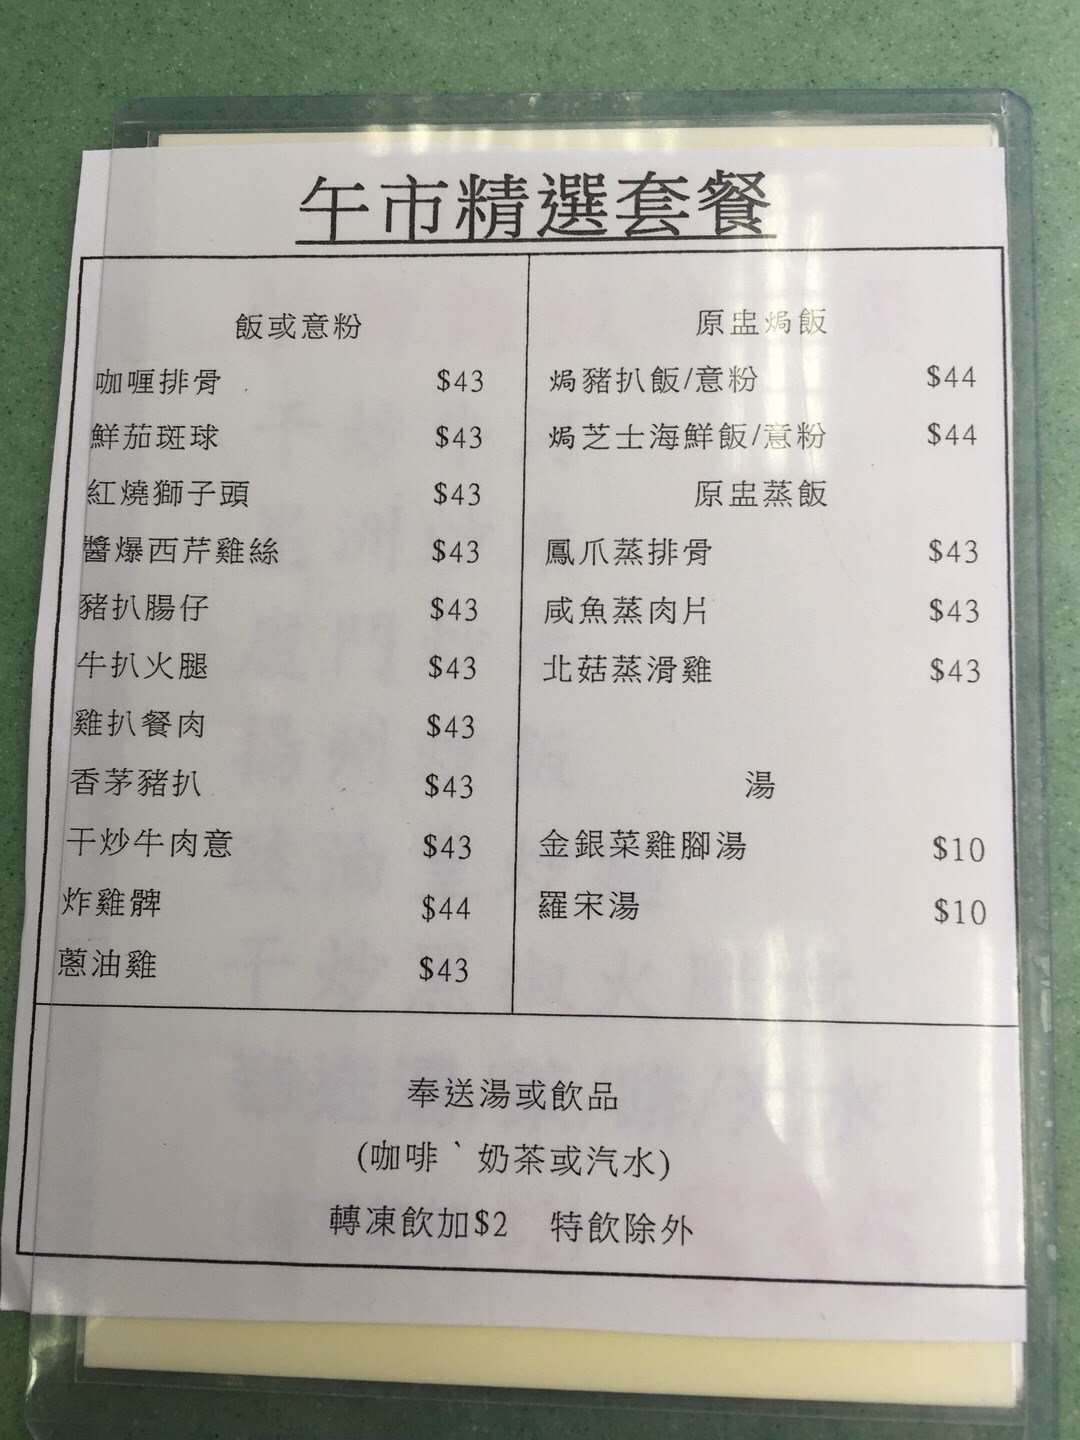 午市精選套餐
飯或意粉
咖喱排骨 $43
鮮茄斑球 $43
紅燒獅子頭 $43
醬爆西芹雞絲 $43
豬扒腸仔 $43
牛扒火腿 $43
雞扒餐肉 $43
香茅豬扒 $43
干炒牛肉意 $43
炸雞髀 $44
蔥油雞 $43
原盅焗飯
焗豬扒飯/意粉 $44
焗芝士海鮮飯/意粉 $44
原盅蒸飯
鳳爪蒸排骨 $43
咸魚蒸肉片 $43
北菇蒸滑雞 $43
湯
金銀菜雞腳湯 $10
羅宋湯 $10
奉送湯或飲品
(咖啡ˋ奶茶或汽水)
轉凍飲加$2 特飲除外